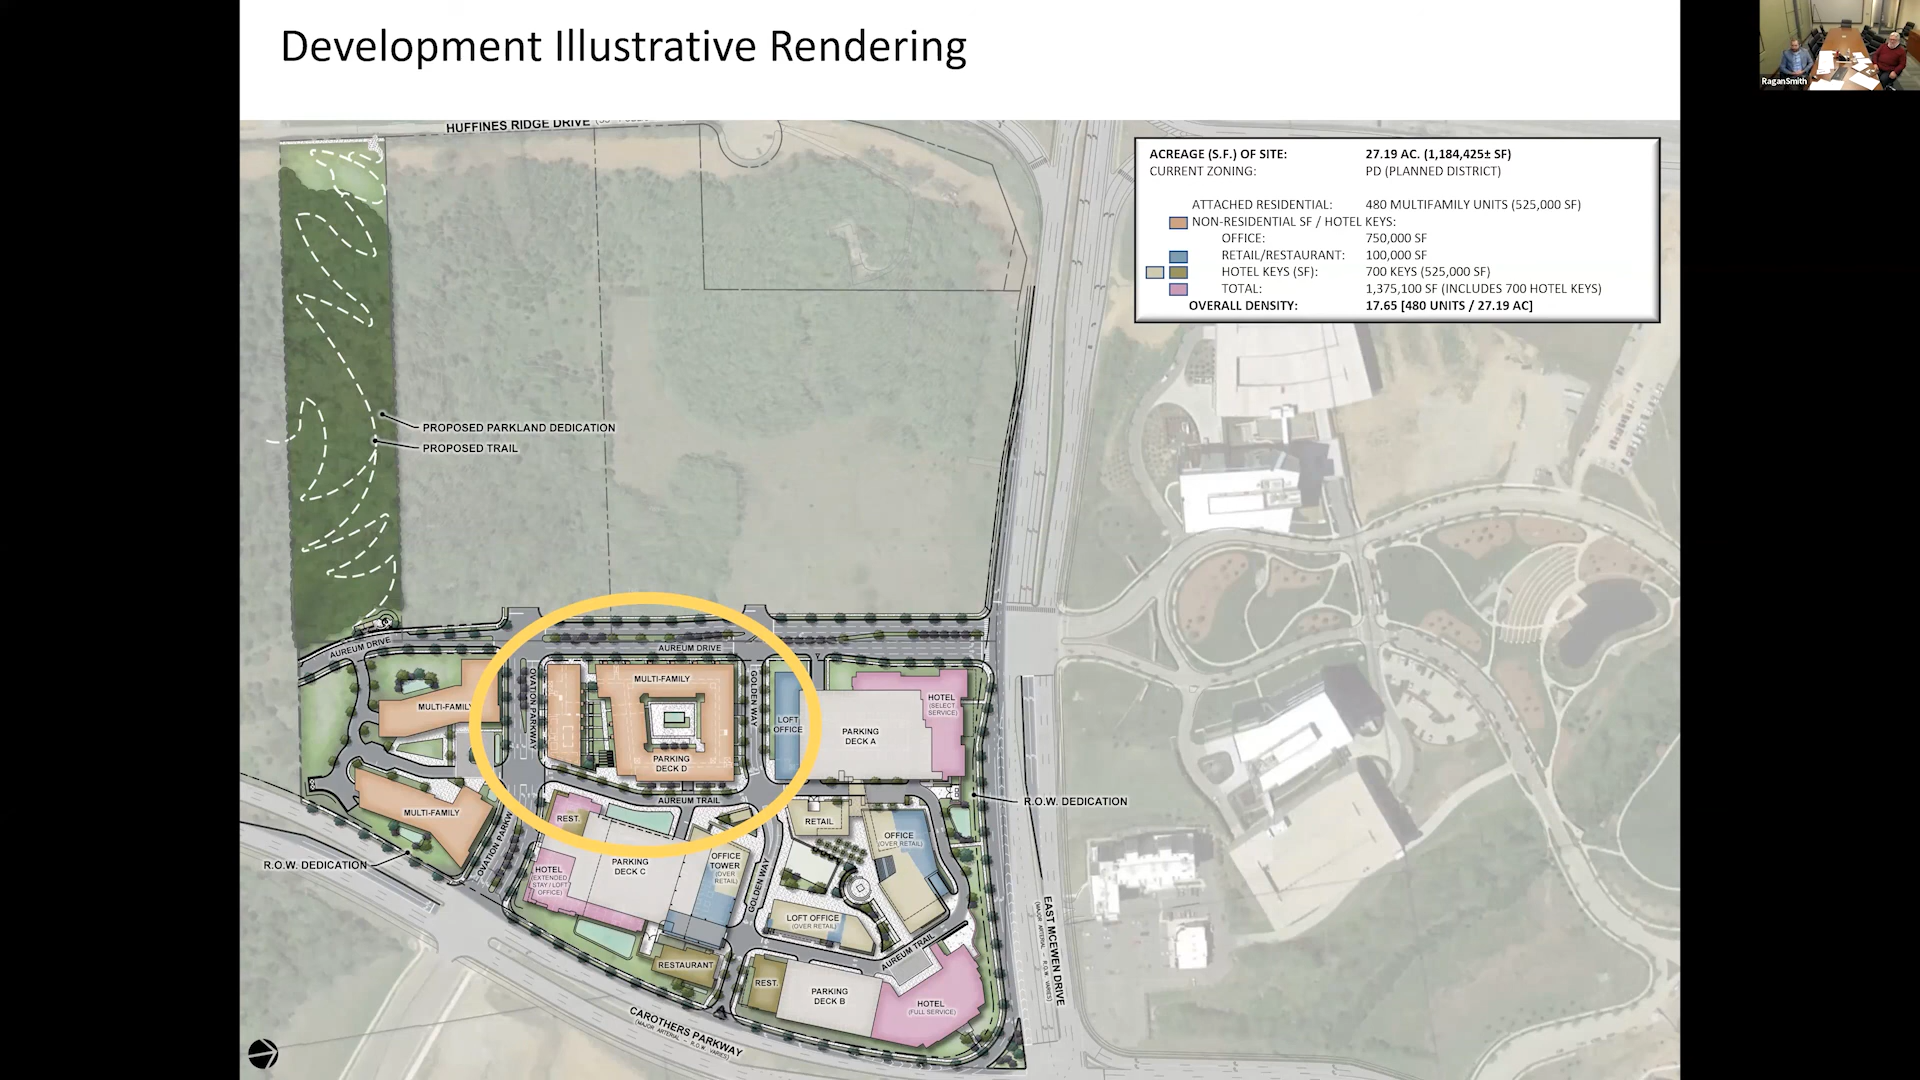 Development Illustrative Rendering
RaganSmith
HUFFINES RIDGE DRIVE
ACREAGE (S.F.) OF SITE: 27.19 AC. (1,184,425± SF)
CURRENT ZONING: PD (PLANNED DISTRICT)
ATTACHED RESIDENTIAL: 480 MULTIFAMILY UNITS (525,000 SF)
NON-RESIDENTIAL SF / HOTEL KEYS:
OFFICE: 750,000 SF
RETAIL/RESTAURANT: 100,000 SF
HOTEL KEYS (SF): 700 KEYS (525,000 SF)
TOTAL: 1,375,100 SF (INCLUDES 700 HOTEL KEYS)
OVERALL DENSITY: 17.65 [480 UNITS / 27.19 AC]
PROPOSED PARKLAND DEDICATION
PROPOSED TRAIL
AUREUM DRIVE
AUREUM DRIVE
OVATION PARKWAY
MULTI-FAMILY
MULTI-FAMILY
GOLDEN WAY
LOFT
OFFICE
PARKING
DECK A
HOTEL
(SELECT
SERVICE)
PARKING
DECK D
AUREUM TRAIL
MULTI-FAMILY
R.O.W. DEDICATION
R.O.W. DEDICATION
OVATION PARKW
REST.
RETAIL
OFFICE
(OVER RETAIL)
HOTEL
(EXTENDED
STAY / LOFT
OFFICE)
PARKING
DECK C
OFFICE
TOWER
(OVER
RETAIL)
GOLDEN WAY
LOFT OFFICE
(OVER RETAIL)
AUREUM TRAIL
RESTAURANT
REST.
PARKING
DECK B
HOTEL
(FULL SERVICE)
EAST MCEWEN DRIVE
(MAJOR ARTERIAL - R.O.W. VARIES)
CAROTHERS PARKWAY
(MAJOR ARTERIAL - R.O.W. VARIES)